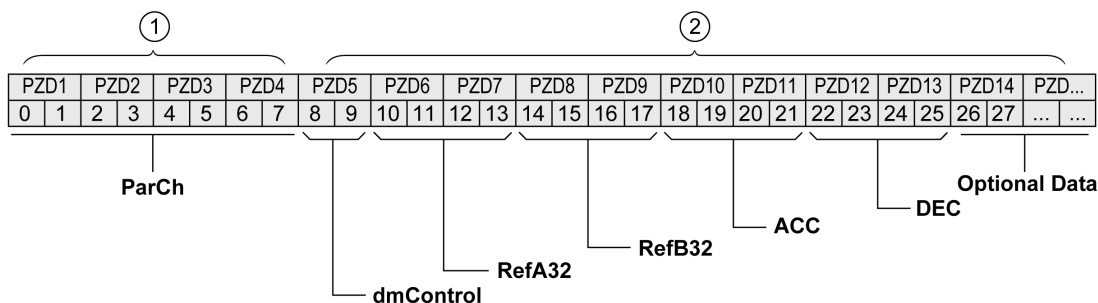 ① ②
PZD1 PZD2 PZD3 PZD4 PZD5 PZD6 PZD7 PZD8 PZD9 PZD10 PZD11 PZD12 PZD13 PZD14 PZD...
0 1 2 3 4 5 6 7 8 9 10 11 12 13 14 15 16 17 18 19 20 21 22 23 24 25 26 27 ... ...
ParCh
Optional Data
DEC
ACC
RefB32
RefA32
dmControl